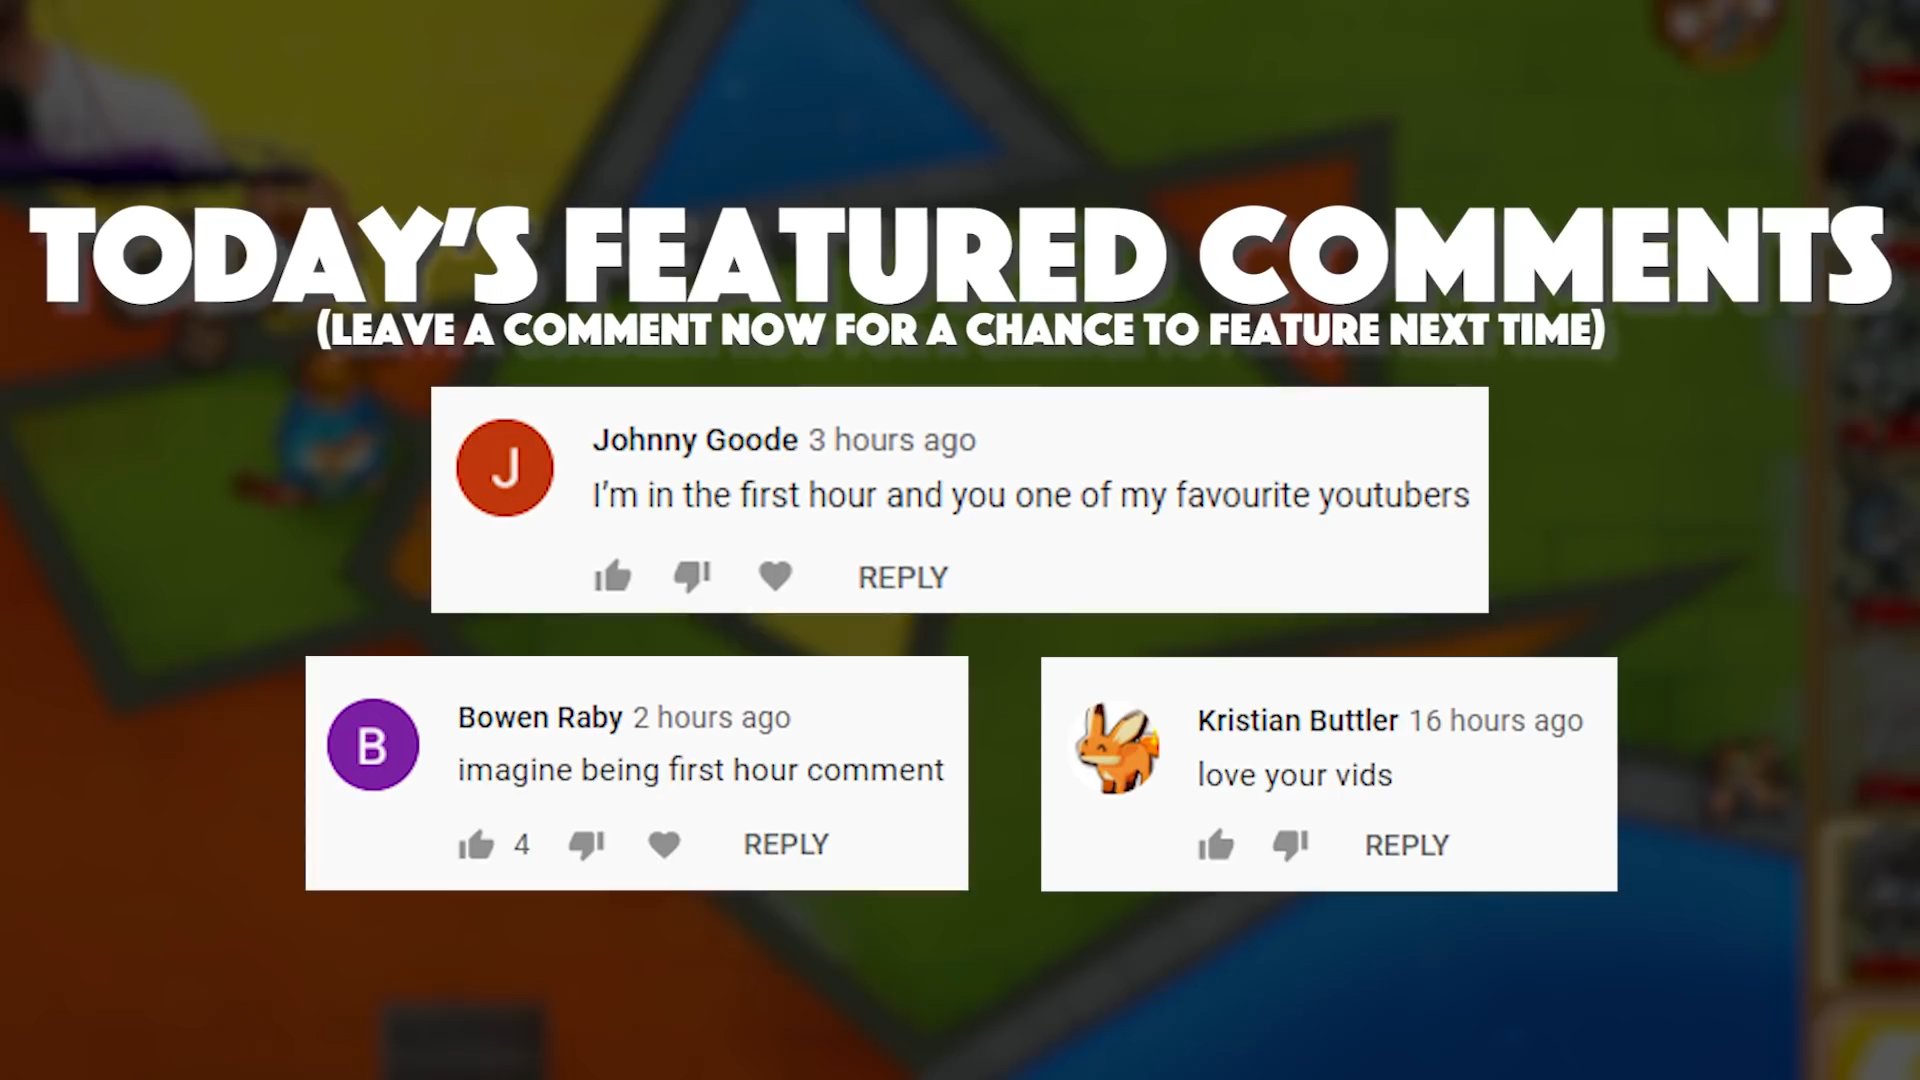 TODAY'S FEATURED COMMENTS
(LEAVE A COMMENT NOW FOR A CHANCE TO FEATURE NEXT TIME)
J
Johnny Goode 3 hours ago
I'm in the first hour and you one of my favourite youtubers
REPLY
B
Bowen Raby 2 hours ago
imagine being first hour comment
4 REPLY
Kristian Buttler 16 hours ago
love your vids
REPLY